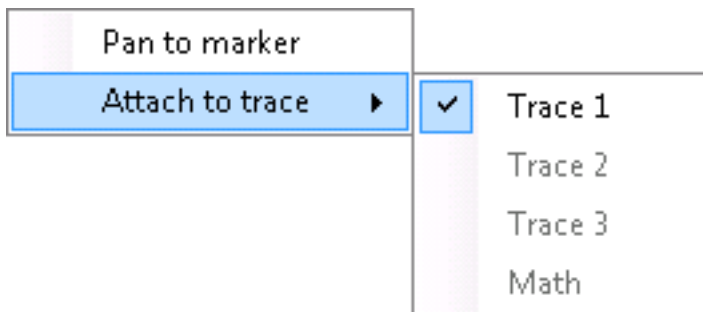 Pan to marker
Attach to trace
Trace 1
Trace 2
Trace 3
Math